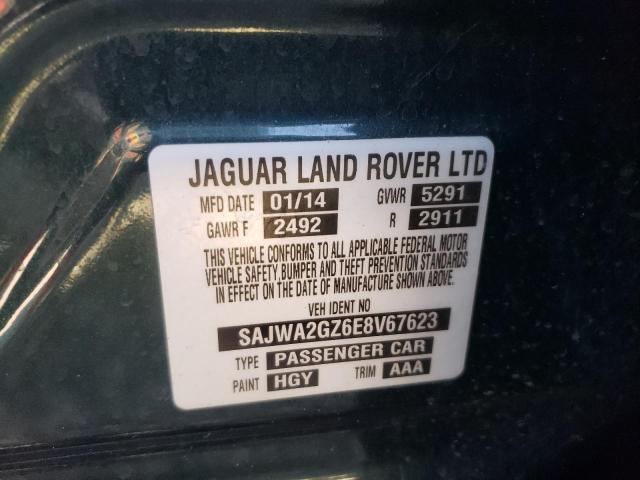 JAGUAR LAND ROVER LTD
MFD DATE 01/14 GVWR 5291
GAWR F 2492 R 2911
THIS VEHICLE CONFORMS TO ALL APPLICABLE FEDERAL MOTOR
VEHICLE SAFETY, BUMPER AND THEFT PREVENTION STANDARDS
IN EFFECT ON THE DATE OF MANUFACTURE SHOWN ABOVE.
VEH IDENT NO
SAJWA2GZ6E8V67623
TYPE PASSENGER CAR
PAINT HGY TRIM AAA